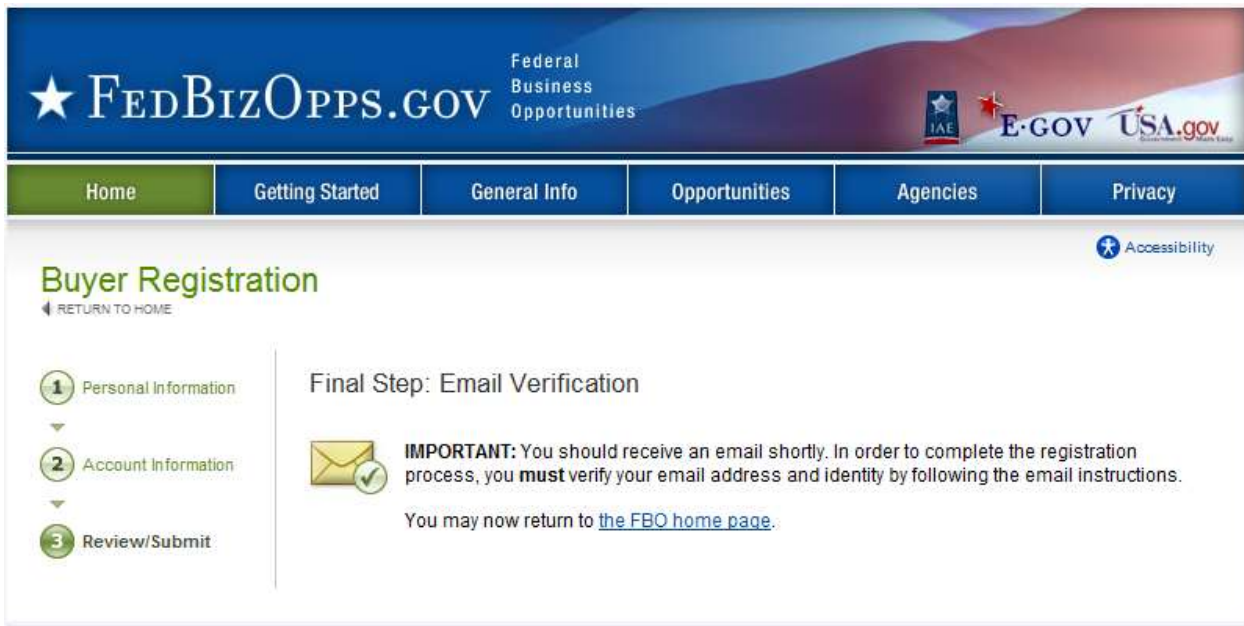 ★ FEDBIZOPPS.GOV
Federal
Business
Opportunities
IAE
E·GOV
USA.gov
Home
Getting Started
General Info
Opportunities
Agencies
Privacy
Accessibility
Buyer Registration
RETURN TO HOME
1 Personal Information
2 Account Information
3 Review/Submit
Final Step: Email Verification
IMPORTANT: You should receive an email shortly. In order to complete the registration
process, you must verify your email address and identity by following the email instructions.
You may now return to the FBO home page.